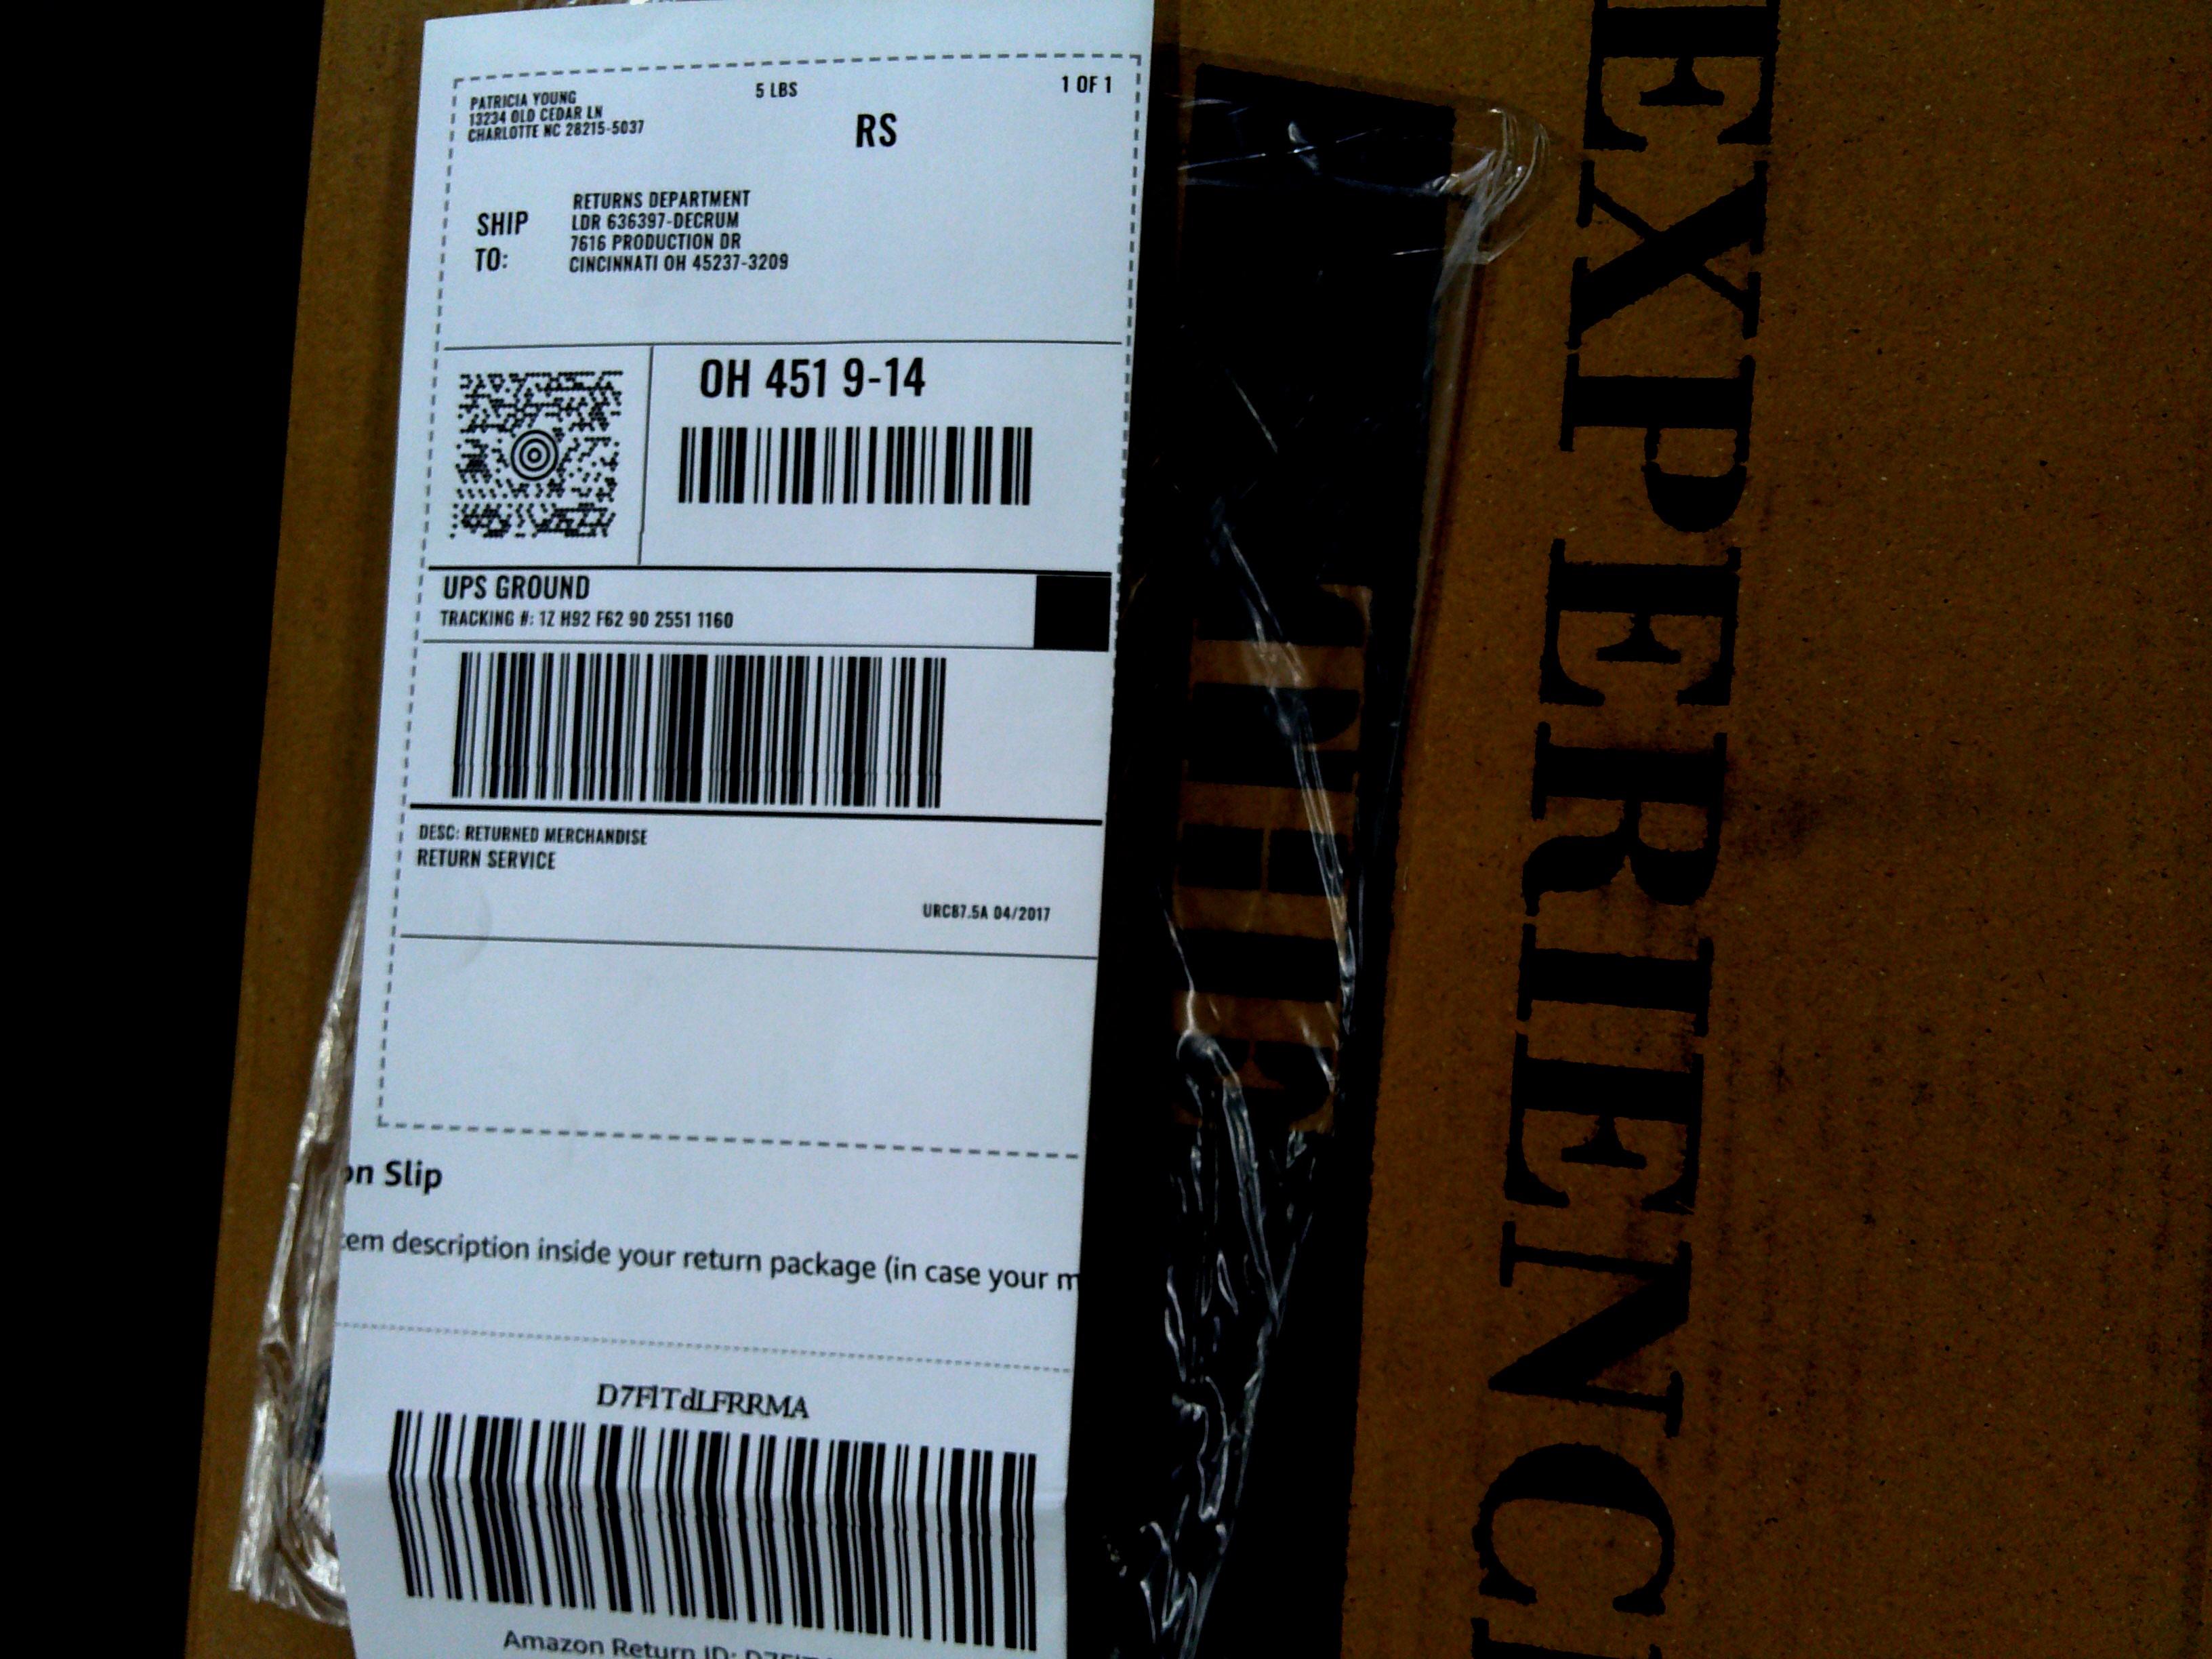 PATRICIA YOUNG
13234 OLD CEDAR LN
CHARLOTTE NC 28215-5037
5 LBS
1 OF 1
RS
SHIP TO:
RETURNS DEPARTMENT
LDR 636397-DECRUM
7616 PRODUCTION DR
CINCINNATI OH 45237-3209
OH 451 9-14
UPS GROUND
TRACKING #: 1Z H92 F62 90 2551 1160
DESC: RETURNED MERCHANDISE
RETURN SERVICE
URC87.5A 04/2017
on Slip
tem description inside your return package (in case your m
D7FlTdLFRRMA
Amazon Return ID:
EXPERIENC